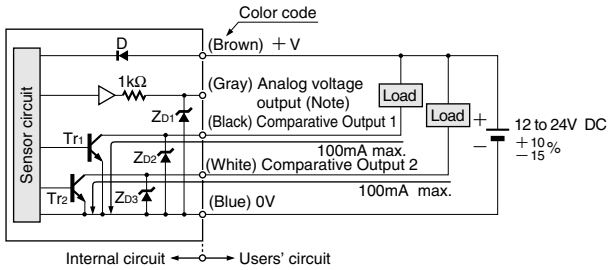 Color code
D
(Brown) + V
1kΩ
(Gray) Analog voltage
output (Note)
Load
Load
ZD1
(Black) Comparative Output 1
+
−
12 to 24V DC
+10
−15 %
Sensor circuit
Tr1
ZD2
100mA max.
(White) Comparative Output 2
Tr2
ZD3
100mA max.
(Blue) 0V
Internal circuit
Users' circuit